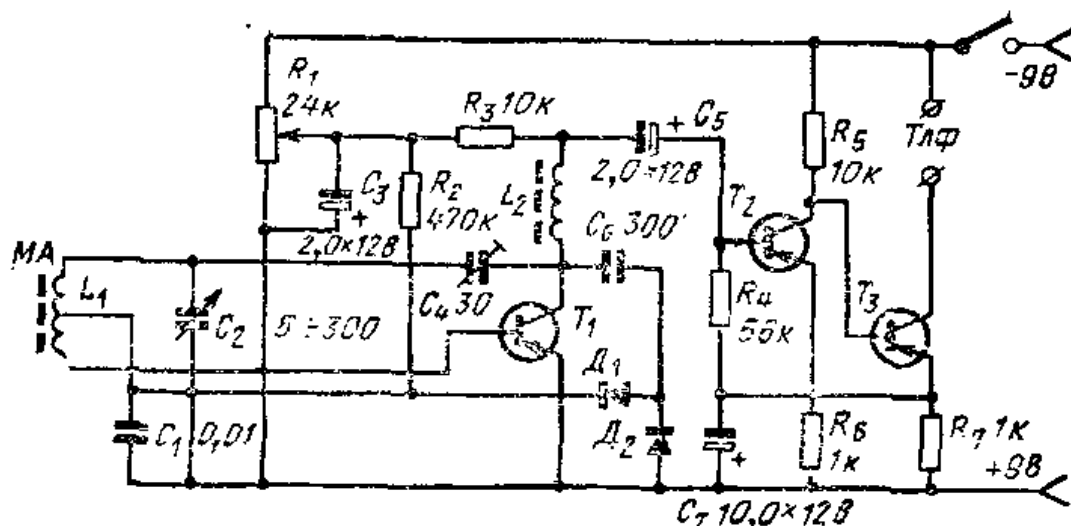 R₁
24к
R₃ 10к
+ C₅
2,0×12В
-9В
R₅
10к
Тлф
C₃
+
2,0×12В
R₂
470к
L₂
C₆ 300
T₂
МА
L₁
C₂
5÷300
C₄ 30
T₁
R₄
56к
T₃
Д₁
C₁ 0,01
Д₂
+
R₆
1к
R₇ 1к
+9В
C₇ 10,0×12В